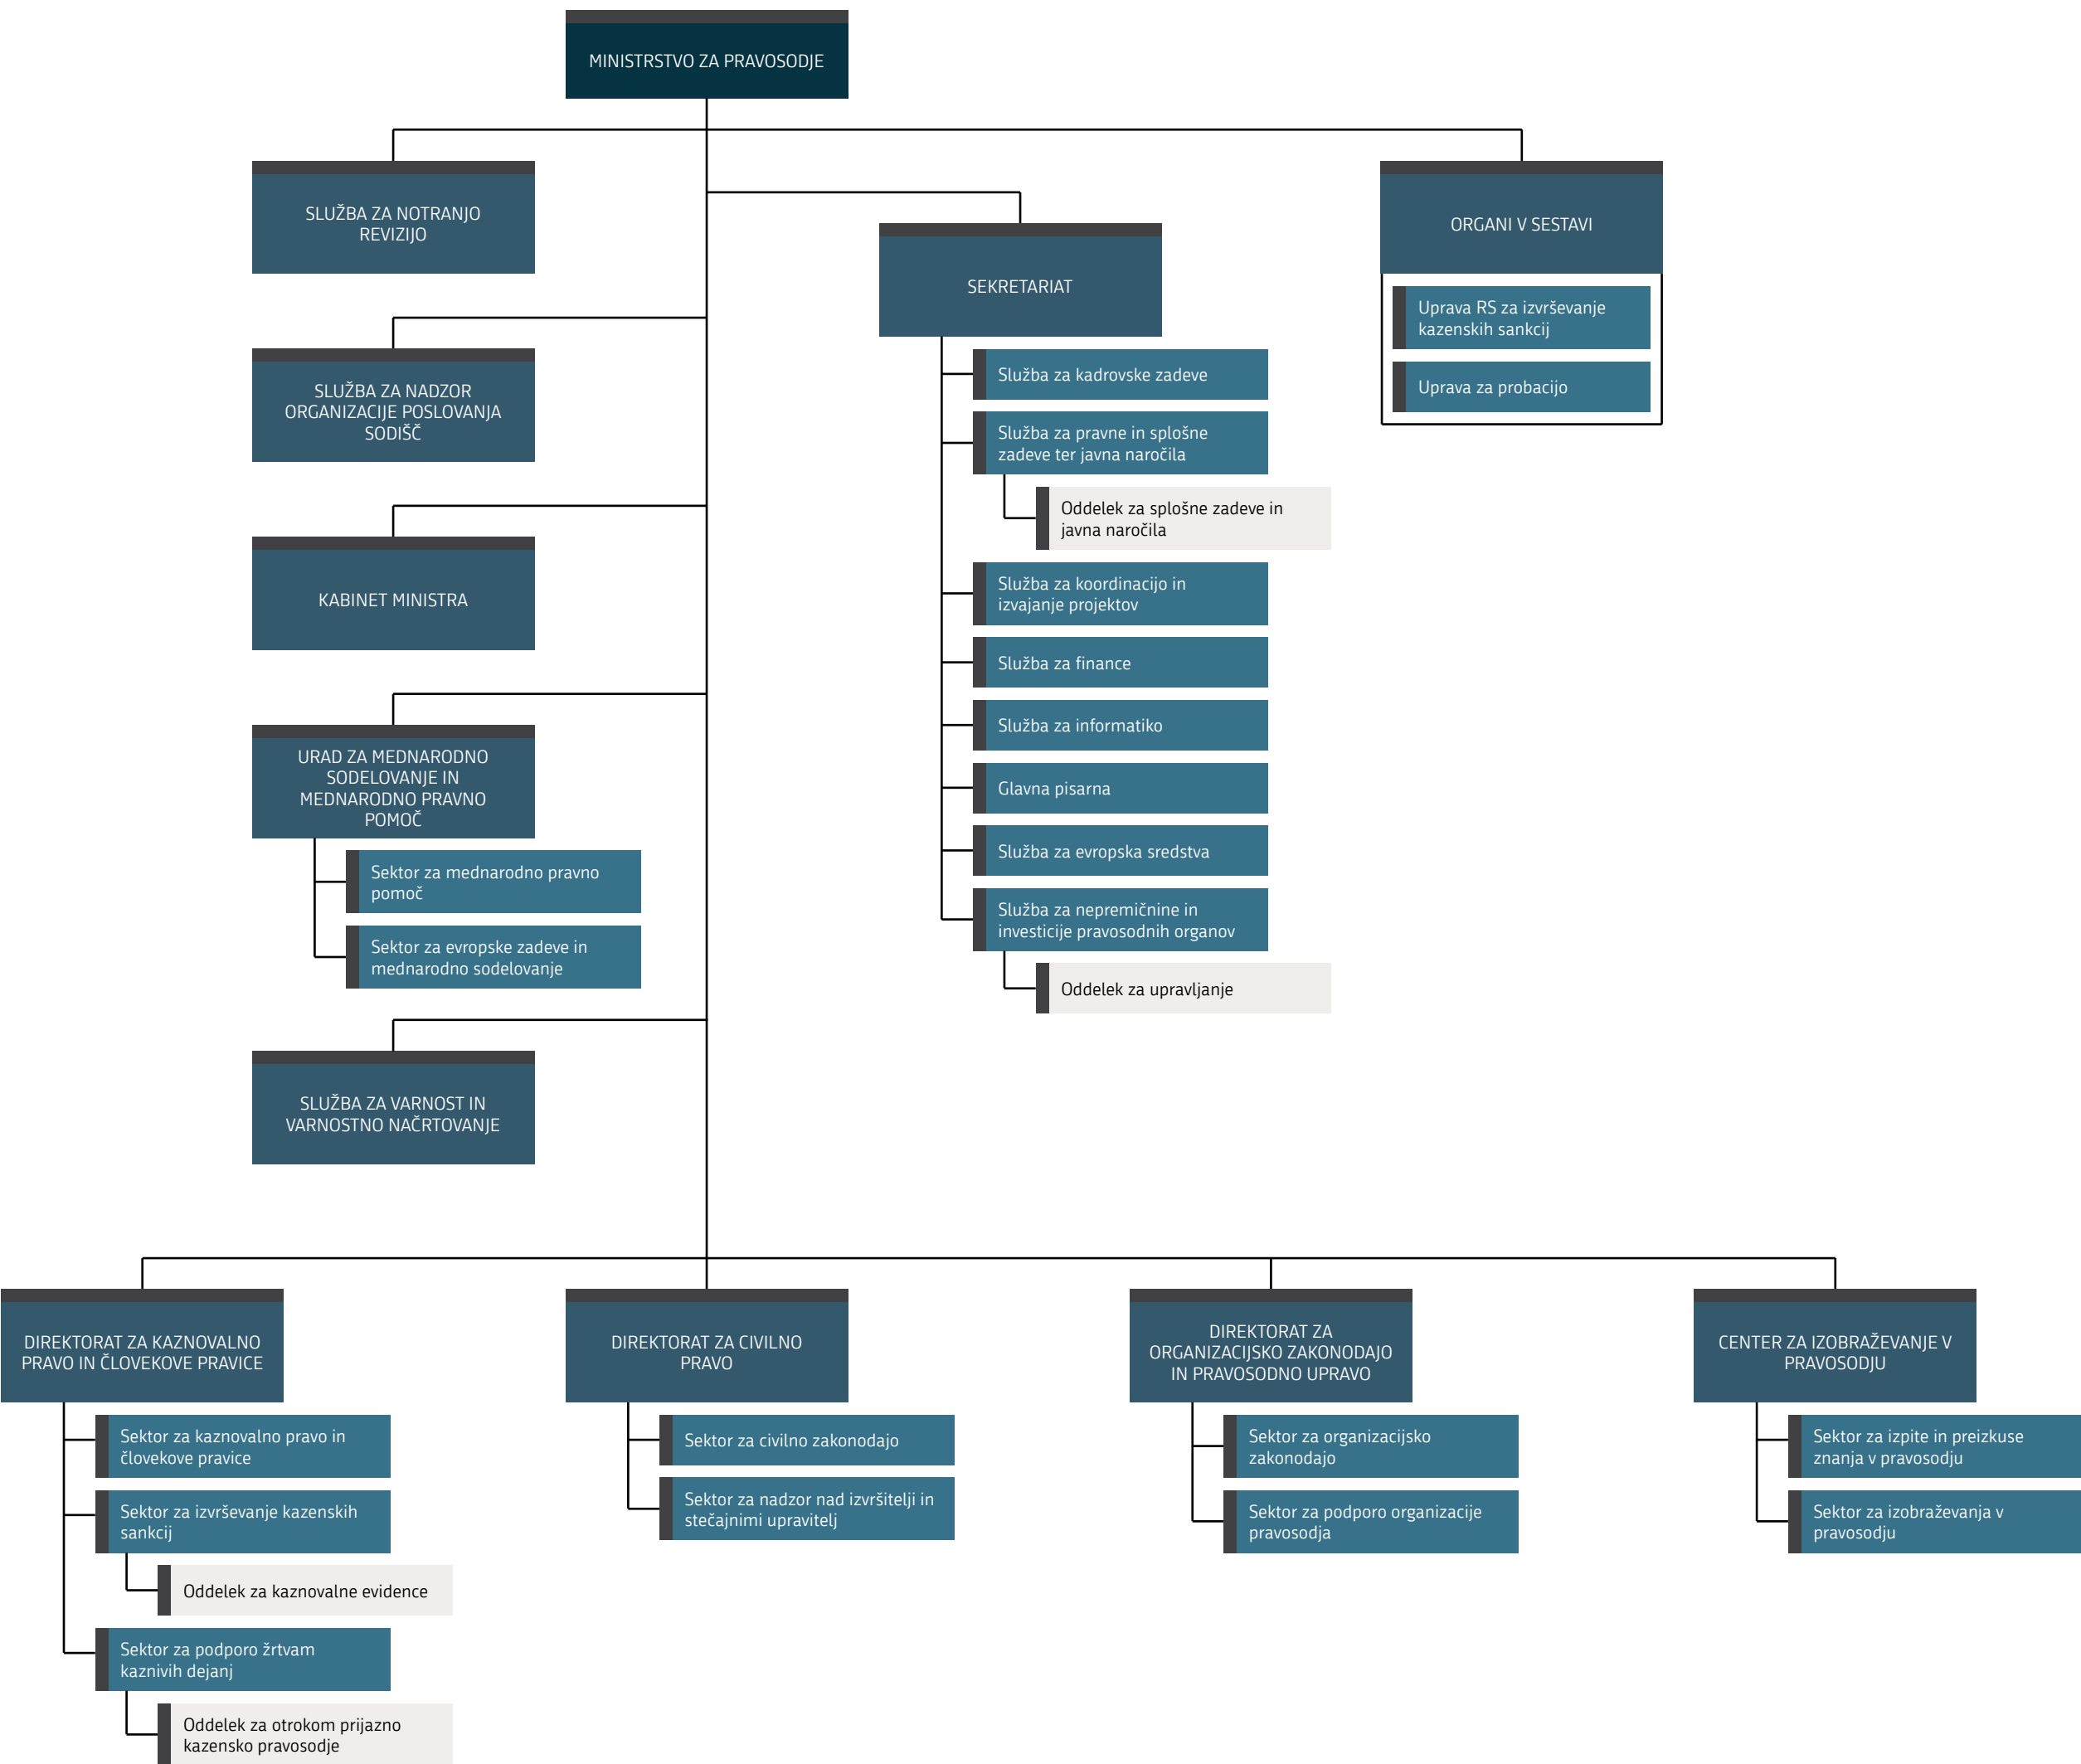 MINISTRSTVO ZA PRAVOSODJE
SLUŽBA ZA NOTRANJO
REVIZIJO
SLUŽBA ZA NADZOR
ORGANIZACIJE POSLOVANJA
SODIŠČ
KABINET MINISTRA
URAD ZA MEDNARODNO
SODELOVANJE IN
MEDNARODNO PRAVNO
POMOČ
Sektor za mednarodno pravno
pomoč
Sektor za evropske zadeve in
mednarodno sodelovanje
SLUŽBA ZA VARNOST IN
VARNOSTNO NAČRTOVANJE
SEKRETARIAT
Služba za kadrovske zadeve
Služba za pravne in splošne
zadeve ter javna naročila
Oddelek za splošne zadeve in
javna naročila
Služba za koordinacijo in
izvajanje projektov
Služba za finance
Služba za informatiko
Glavna pisarna
Služba za evropska sredstva
Služba za nepremičnine in
investicije pravosodnih organov
Oddelek za upravljanje
ORGANI V SESTAVI
Uprava RS za izvrševanje
kazenskih sankcij
Uprava za probacijo
DIREKTORAT ZA KAZNOVALNO
PRAVO IN ČLOVEKOVE PRAVICE
Sektor za kaznovalno pravo in
človekove pravice
Sektor za izvrševanje kazenskih
sankcij
Oddelek za kaznovalne evidence
Sektor za podporo žrtvam
kaznivih dejanj
Oddelek za otrokom prijazno
kazensko pravosodje
DIREKTORAT ZA CIVILNO
PRAVO
Sektor za civilno zakonodajo
Sektor za nadzor nad izvršitelji in
stečajnimi upravitelj
DIREKTORAT ZA
ORGANIZACIJSKO ZAKONODAJO
IN PRAVOSODNO UPRAVO
Sektor za organizacijsko
zakonodajo
Sektor za podporo organizacije
pravosodja
CENTER ZA IZOBRAŽEVANJE V
PRAVOSODJU
Sektor za izpite in preizkuse
znanja v pravosodju
Sektor za izobraževanja v
pravosodju